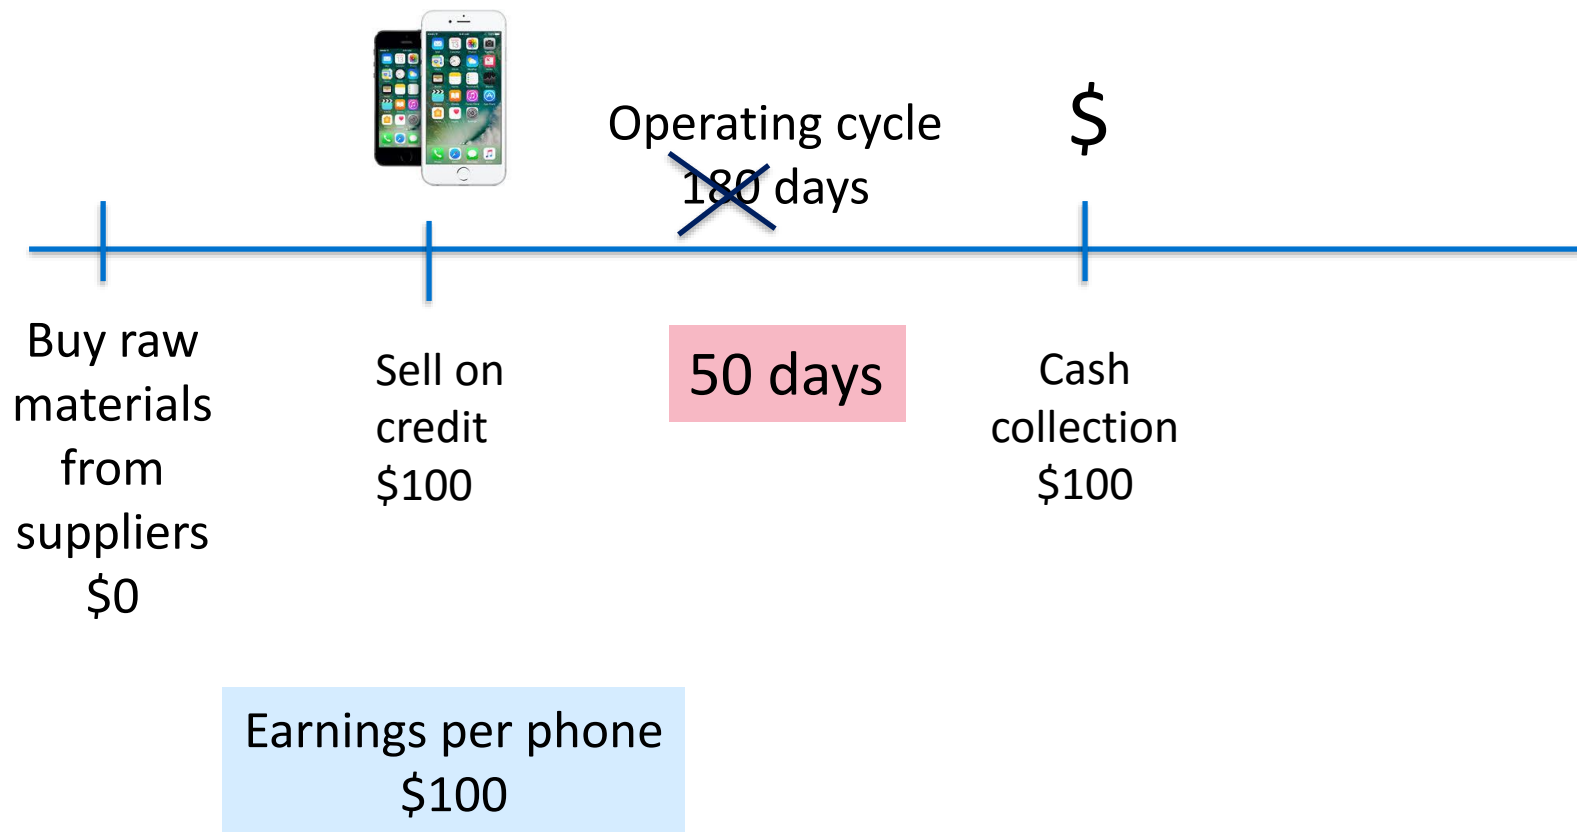 Operating cycle
180 days
$
Buy raw
materials
from
suppliers
$0
Sell on
credit
$100
50 days
Cash
collection
$100
Earnings per phone
$100